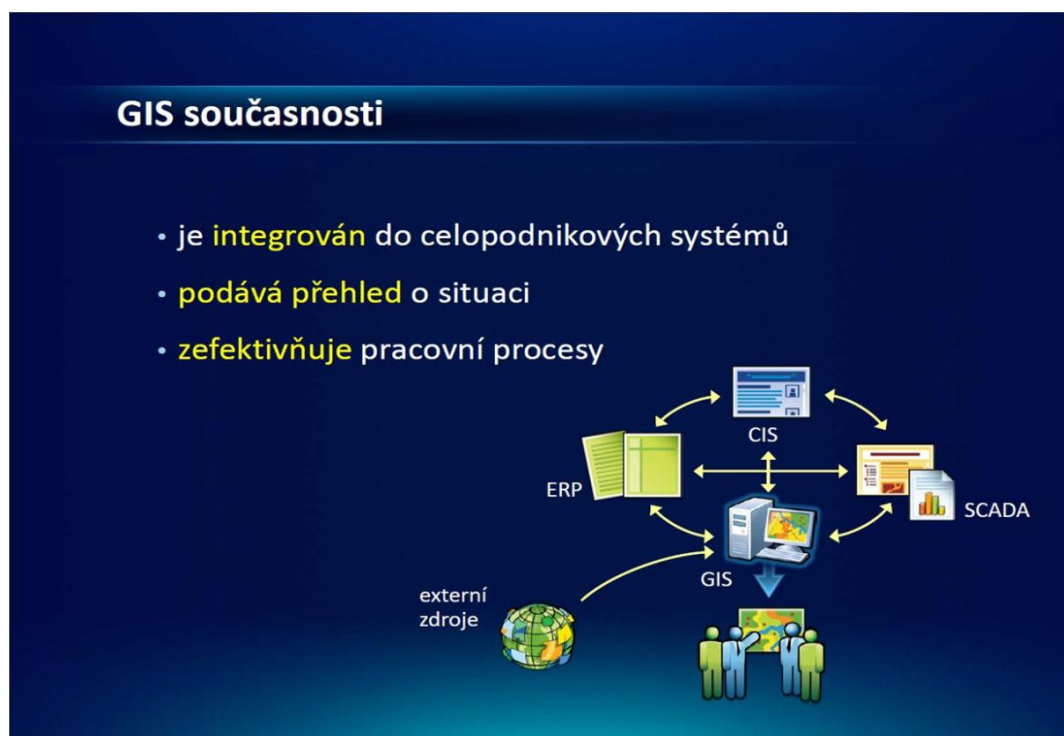 GIS současnosti
• je integrován do celopodnikových systémů
• podává přehled o situaci
• zefektivňuje pracovní procesy
CIS
ERP
SCADA
GIS
externí
zdroje